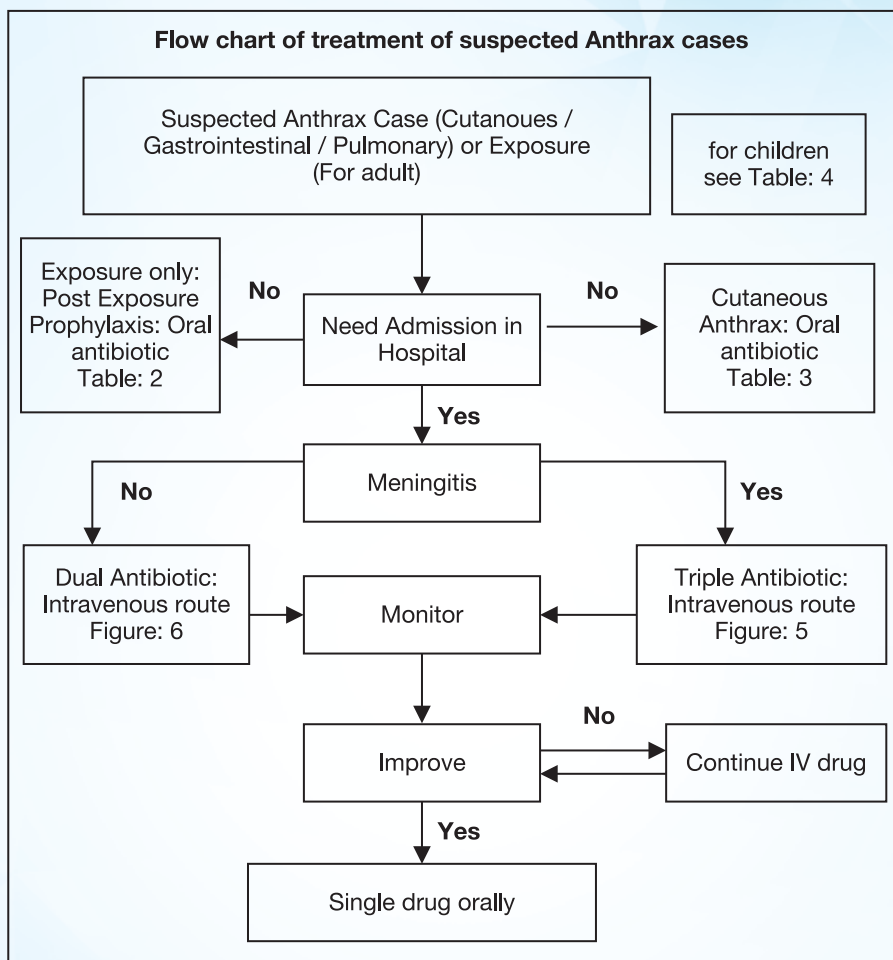 Flow chart of treatment of suspected Anthrax cases
Suspected Anthrax Case (Cutanoues /
Gastrointestinal / Pulmonary) or Exposure
(For adult)
for children
see Table: 4
Exposure only:
Post Exposure
Prophylaxis: Oral
antibiotic
Table: 2
No
Need Admission in
Hospital
No
Cutaneous
Anthrax: Oral
antibiotic
Table: 3
Yes
Meningitis
No
Yes
Dual Antibiotic:
Intravenous route
Figure: 6
Monitor
Triple Antibiotic:
Intravenous route
Figure: 5
Improve
No
Continue IV drug
Yes
Single drug orally